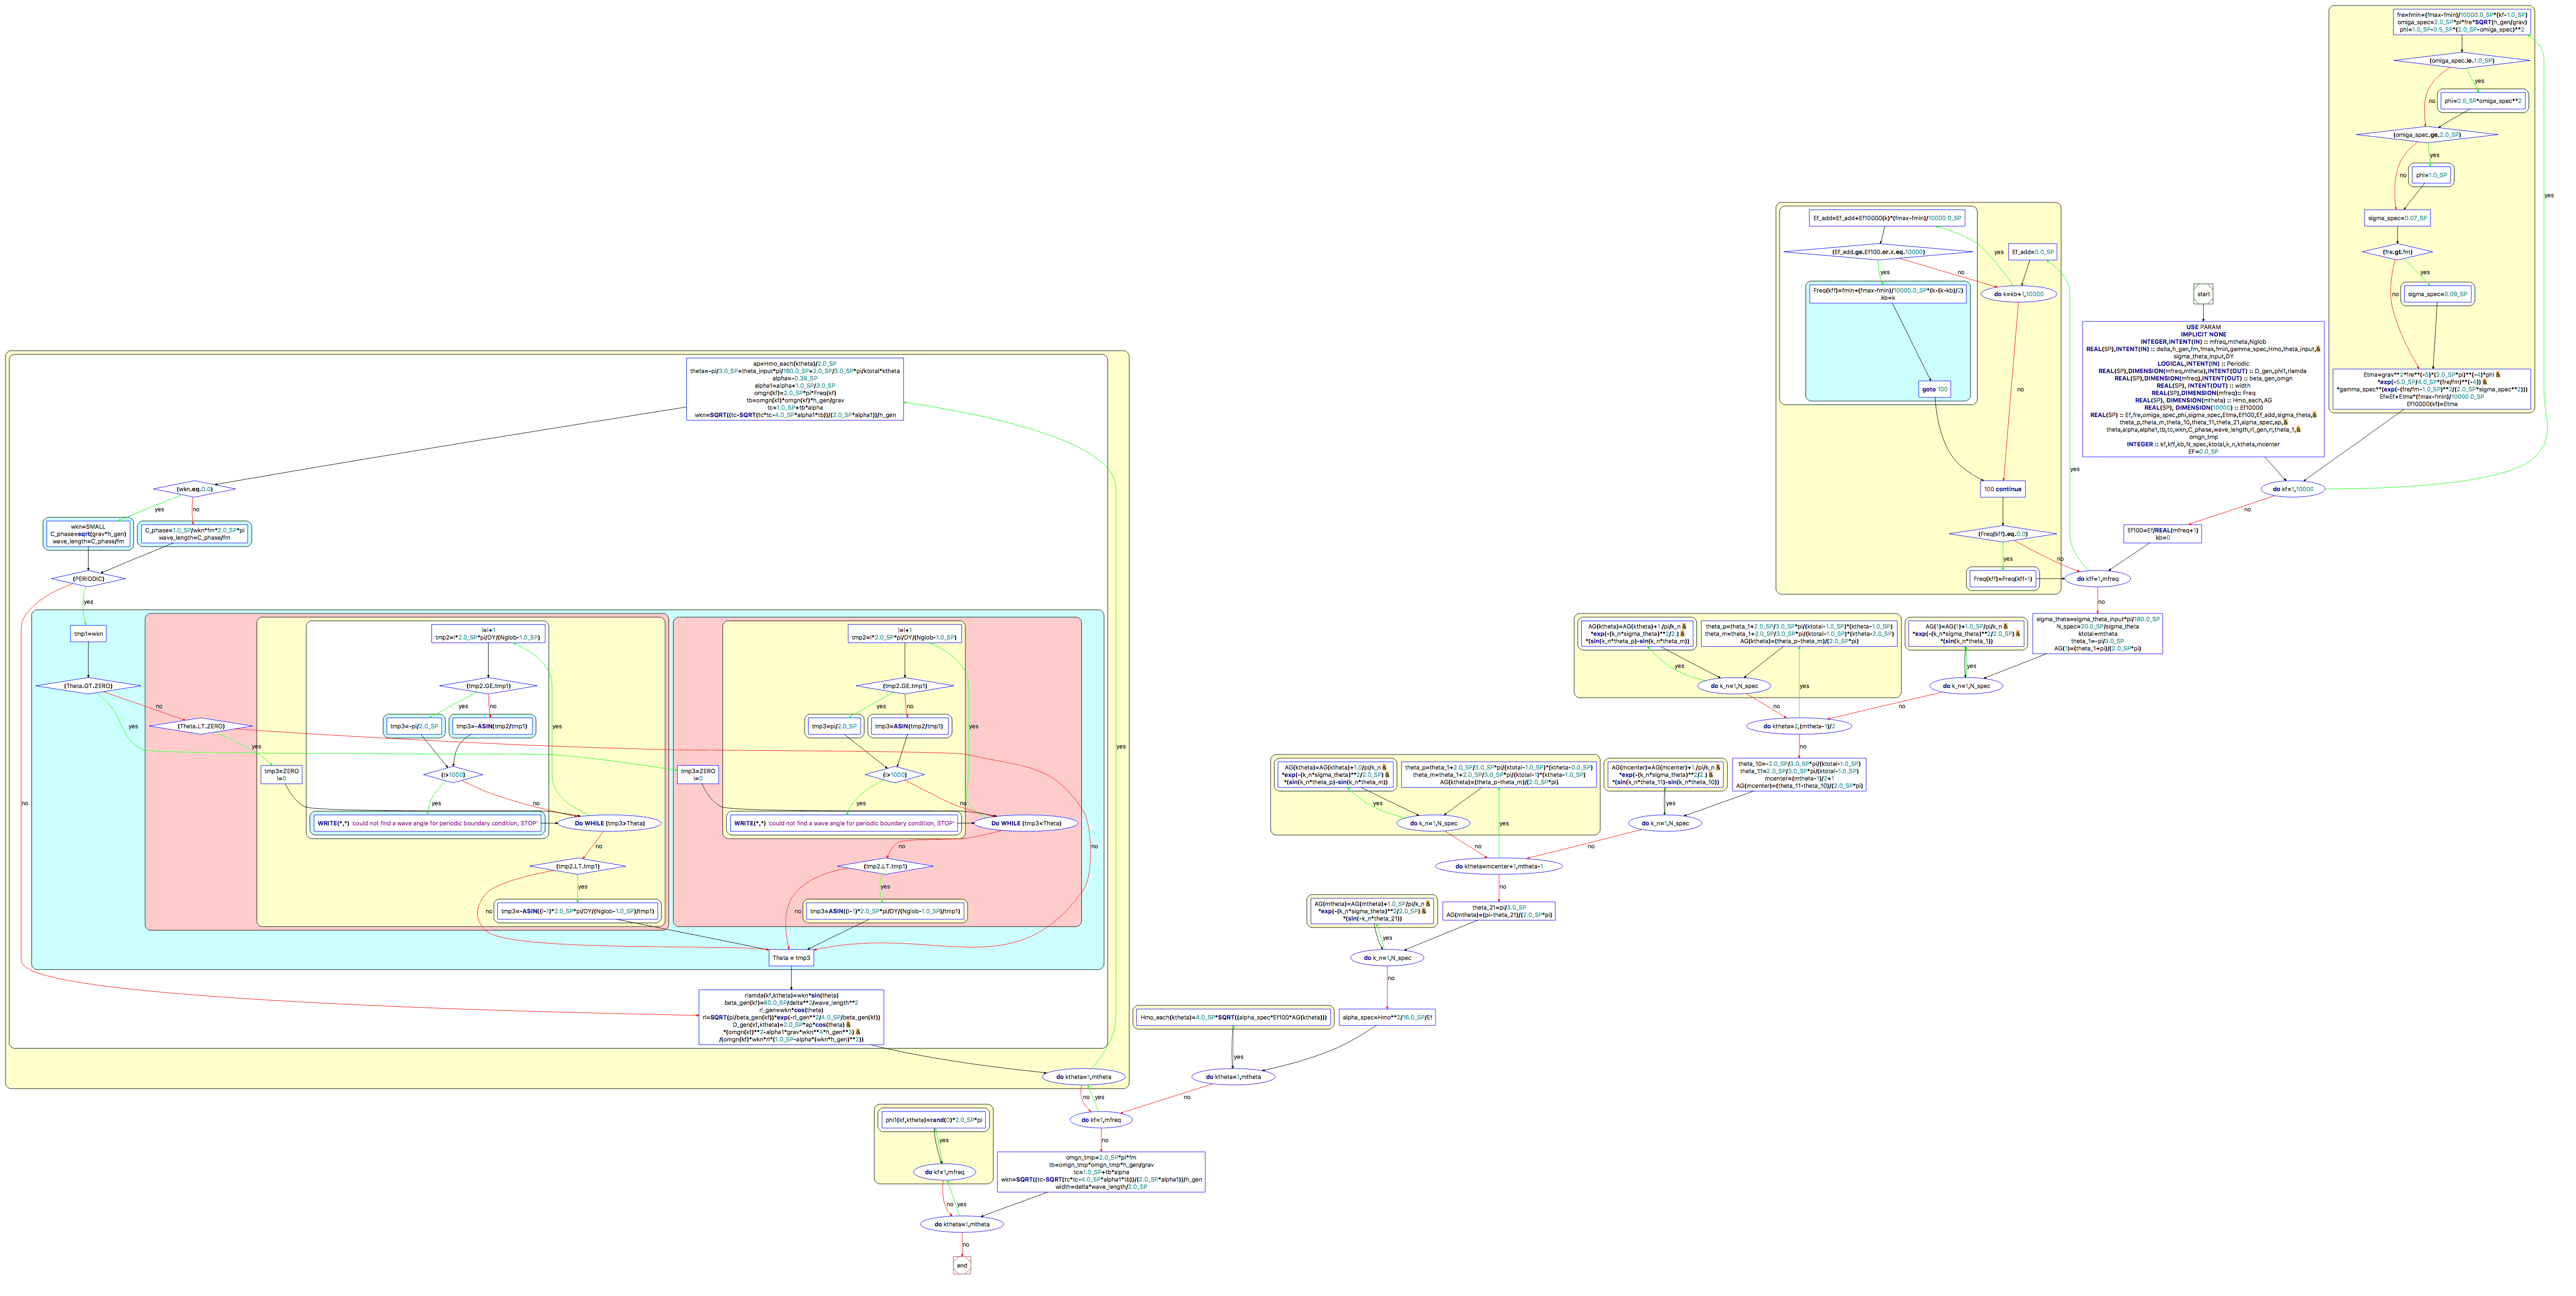 fre=fmin+(fmax-fmin)/10000.0_SP*(kf-1.0_SP)
omiga_spec=2.0_SP*pi*fre*SQRT(h_gen/grav)
phi=1.0_SP-0.5_SP*(2.0_SP-omiga_spec)**2
(omiga_spec.le.1.0_SP)
yes
no
phi=0.5_SP*omiga_spec**2
(omiga_spec.ge.2.0_SP)
yes
no
phi=1.0_SP
sigma_spec=0.07_SP
(fre.gt.fm)
yes
no
sigma_spec=0.09_SP
Etma=grav**2*fre**(-5)*(2.0_SP*pi)**(-4)*phi &
*exp(-5.0_SP/4.0_SP*(fre/fm)**(-4)) &
*gamma_spec**(exp(-(fre/fm-1.0_SP)**2/(2.0_SP*sigma_spec**2)))
Ef=Ef+Etma*(fmax-fmin)/10000.0_SP
Ef10000(kf)=Etma
yes
start
USE PARAM
IMPLICIT NONE
INTEGER,INTENT(IN) :: mfreq,mtheta,Nglob
REAL(SP),INTENT(IN) :: delta,h_gen,fm,fmax,fmin,gamma_spec,Hmo,theta_input,&
sigma_theta_input,DY
LOGICAL,INTENT(IN) :: Periodic
REAL(SP),DIMENSION(mfreq,mtheta),INTENT(OUT) :: D_gen,phi1,rlamda
REAL(SP),DIMENSION(mfreq),INTENT(OUT) :: beta_gen,omgn
REAL(SP), INTENT(OUT) :: width
REAL(SP),DIMENSION(mfreq):: Freq
REAL(SP), DIMENSION(mtheta) :: Hmo_each,AG
REAL(SP), DIMENSION(10000) :: Ef10000
REAL(SP) :: Ef,fre,omiga_spec,phi,sigma_spec,Etma,Ef100,Ef_add,sigma_theta,&
theta_p,theta_m,theta_10,theta_11,theta_21,alpha_spec,ap,&
theta,alpha,alpha1,tb,tc,wkn,C_phase,wave_length,rl_gen,rl,theta_1,&
omgn_tmp
INTEGER :: kf,kff,kb,N_spec,ktotal,k_n,ktheta,mcenter
EF=0.0_SP
do kf=1,10000
no
Ef100=Ef/REAL(mfreq+1)
kb=0
Ef_add=Ef_add+Ef10000(k)*(fmax-fmin)/10000.0_SP
(Ef_add.ge.Ef100.or.k.eq.10000)
yes
no
yes
Ef_add=0.0_SP
do k=kb+1,10000
Freq(kff)=fmin+(fmax-fmin)/10000.0_SP*(k-(k-kb)/2)
kb=k
goto 100
no
100 continue
(Freq(kff).eq.0.0)
yes
no
Freq(kff)=Freq(kff-1)
yes
do kff=1,mfreq
no
sigma_theta=sigma_theta_input*pi/180.0_SP
N_spec=20.0_SP/sigma_theta
ktotal=mtheta
theta_1=-pi/3.0_SP
AG(1)=(theta_1+pi)/(2.0_SP*pi)
AG(1)=AG(1)+1.0_SP/pi/k_n &
*exp(-(k_n*sigma_theta)**2/2.0_SP) &
*(sin(k_n*theta_1))
yes
do k_n=1,N_spec
no
AG(ktheta)=AG(ktheta)+1./pi/k_n &
*exp(-(k_n*sigma_theta)**2/2.) &
*(sin(k_n*theta_p)-sin(k_n*theta_m))
theta_p=theta_1+2.0_SP/3.0_SP*pi/(ktotal-1.0_SP)*(ktheta-1.0_SP)
theta_m=theta_1+2.0_SP/3.0_SP*pi/(ktotal-1.0_SP)*(ktheta-2.0_SP)
AG(ktheta)=(theta_p-theta_m)/(2.0_SP*pi)
yes
do k_n=1,N_spec
yes
no
do ktheta=2,(mtheta-1)/2
no
theta_10=-2.0_SP/3.0_SP*pi/(ktotal-1.0_SP)
theta_11=2.0_SP/3.0_SP*pi/(ktotal-1.0_SP)
mcenter=(mtheta-1)/2+1
AG(mcenter)=(theta_11-theta_10)/(2.0_SP*pi)
AG(mcenter)=AG(mcenter)+1./pi/k_n &
*exp(-(k_n*sigma_theta)**2/2.) &
*(sin(k_n*theta_11)-sin(k_n*theta_10))
yes
do k_n=1,N_spec
no
AG(ktheta)=AG(ktheta)+1.0/pi/k_n &
*exp(-(k_n*sigma_theta)**2/2.0_SP) &
*(sin(k_n*theta_p)-sin(k_n*theta_m))
theta_p=theta_1+2.0_SP/3.0_SP*pi/(ktotal-1.0_SP)*(ktheta-0.0_SP)
theta_m=theta_1+2.0_SP/3.0_SP*pi/(ktotal-1)*(ktheta-1.0_SP)
AG(ktheta)=(theta_p-theta_m)/(2.0_SP*pi)
yes
do k_n=1,N_spec
yes
no
do ktheta=mcenter+1,mtheta-1
no
theta_21=pi/3.0_SP
AG(mtheta)=(pi-theta_21)/(2.0_SP*pi)
AG(mtheta)=AG(mtheta)+1.0_SP/pi/k_n &
*exp(-(k_n*sigma_theta)**2/2.0_SP) &
*(sin(-k_n*theta_21))
yes
do k_n=1,N_spec
no
alpha_spec=Hmo**2/16.0_SP/Ef
Hmo_each(ktheta)=4.0_SP*SQRT((alpha_spec*Ef100*AG(ktheta)))
yes
do ktheta=1,mtheta
no
ap=Hmo_each(ktheta)/2.0_SP
theta=-pi/3.0_SP+theta_input*pi/180.0_SP+2.0_SP/3.0_SP*pi/ktotal*ktheta
alpha=-0.39_SP
alpha1=alpha+1.0_SP/3.0_SP
omgn(kf)=2.0_SP*pi*Freq(kf)
tb=omgn(kf)*omgn(kf)*h_gen/grav
tc=1.0_SP+tb*alpha
wkn=SQRT((tc-SQRT(tc*tc-4.0_SP*alpha1*tb))/(2.0_SP*alpha1))/h_gen
(wkn.eq.0.0)
yes
no
wkn=SMALL
C_phase=sqrt(grav*h_gen)
wave_length=C_phase/fm
C_phase=1.0_SP/wkn*fm*2.0_SP*pi
wave_length=C_phase/fm
(PERIODIC)
yes
no
tmp1=wkn
(Theta.GT.ZERO)
no
yes
(Theta.LT.ZERO)
yes
no
tmp3=ZERO
I=0
I=I+1
tmp2=I*2.0_SP*pi/DY/(Nglob-1.0_SP)
(tmp2.GE.tmp1)
yes
no
tmp3=-pi/2.0_SP
tmp3=-ASIN(tmp2/tmp1)
(I>1000)
yes
no
yes
WRITE(*,*) 'could not find a wave angle for periodic boundary condition, STOP'
Do WHILE (tmp3>Theta)
no
(tmp2.LT.tmp1)
yes
no
tmp3=-ASIN((i-1)*2.0_SP*pi/DY/(Nglob-1.0_SP)/tmp1)
tmp3=ZERO
I=0
I=I+1
tmp2=I*2.0_SP*pi/DY/(Nglob-1.0_SP)
(tmp2.GE.tmp1)
yes
no
tmp3=pi/2.0_SP
tmp3=ASIN(tmp2/tmp1)
(I>1000)
yes
no
yes
WRITE(*,*) 'could not find a wave angle for periodic boundary condition, STOP'
Do WHILE (tmp3<Theta)
no
(tmp2.LT.tmp1)
yes
no
tmp3=ASIN((i-1)*2.0_SP*pi/DY/(Nglob-1.0_SP)/tmp1)
Theta = tmp3
rlamda(kf,ktheta)=wkn*sin(theta)
beta_gen(kf)=80.0_SP/delta**2/wave_length**2
rl_gen=wkn*cos(theta)
rl=SQRT(pi/beta_gen(kf))*exp(-rl_gen**2/4.0_SP/beta_gen(kf))
D_gen(kf,ktheta)=2.0_SP*ap*cos(theta) &
*(omgn(kf)**2-alpha1*grav*wkn**4*h_gen**3) &
/(omgn(kf)*wkn*rl*(1.0_SP-alpha*(wkn*h_gen)**2))
yes
do ktheta=1,mtheta
no
yes
do kf=1,mfreq
no
omgn_tmp=2.0_SP*pi*fm
tb=omgn_tmp*omgn_tmp*h_gen/grav
tc=1.0_SP+tb*alpha
wkn=SQRT((tc-SQRT(tc*tc-4.0_SP*alpha1*tb))/(2.0_SP*alpha1))/h_gen
width=delta*wave_length/2.0_SP
phi1(kf,ktheta)=rand(0)*2.0_SP*pi
yes
do kf=1,mfreq
no
yes
do ktheta=1,mtheta
no
end